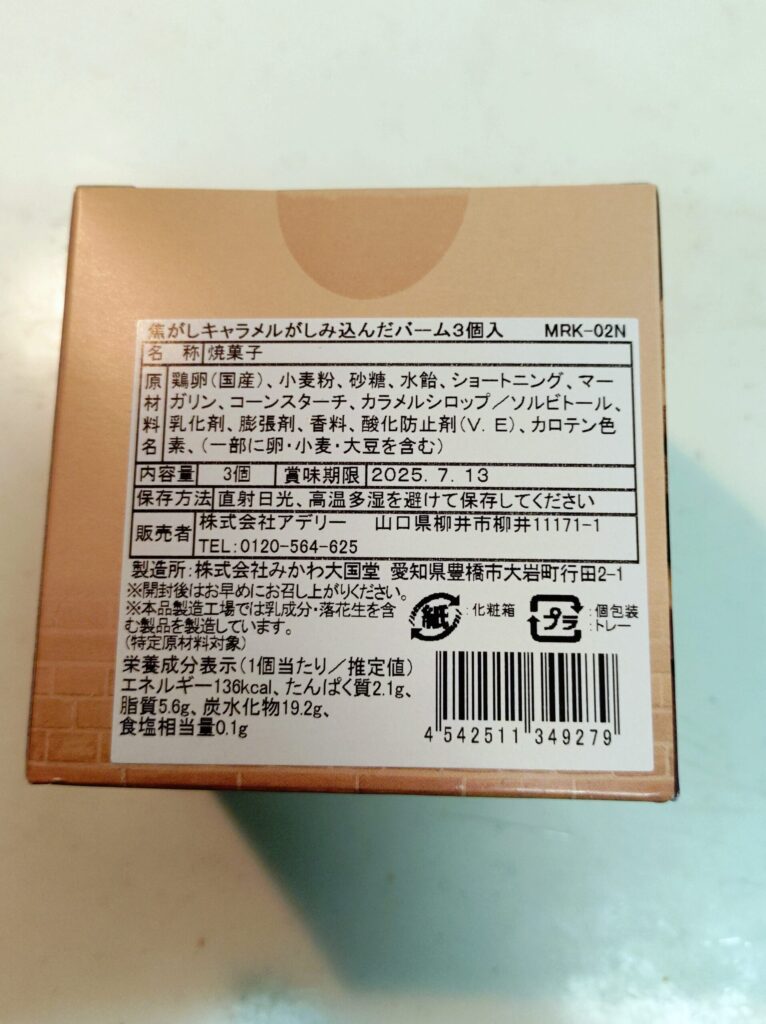 焦がしキャラメルがしみ込んだバーム3個入 MRK-02N
名 称 焼菓子
原材料名 鶏卵(国産)、小麦粉、砂糖、水飴、ショートニング、マー
ガリン、コーンスターチ、カラメルシロップ/ソルビトール、
乳化剤、膨張剤、香料、酸化防止剤(V.E)、カロテン色
素、(一部に卵・小麦・大豆を含む)
内容量 3個 賞味期限 2025.7.13
保存方法 直射日光、高温多湿を避けて保存してください
販売者 株式会社アデリー 山口県柳井市柳井11171-1
TEL:0120-564-625
製造所:株式会社みかわ大国堂 愛知県豊橋市大岩町行田2-1
※開封後はお早めにお召し上がりください。
※本品製造工場では乳成分・落花生を含
む製品を製造しています。
(特定原材料対象)
紙 :化粧箱
プラ :個包装
:トレー
栄養成分表示(1個当たり/推定値)
エネルギー136kcal、たんぱく質2.1g、
脂質5.6g、炭水化物19.2g、
食塩相当量0.1g
4 542511 349279